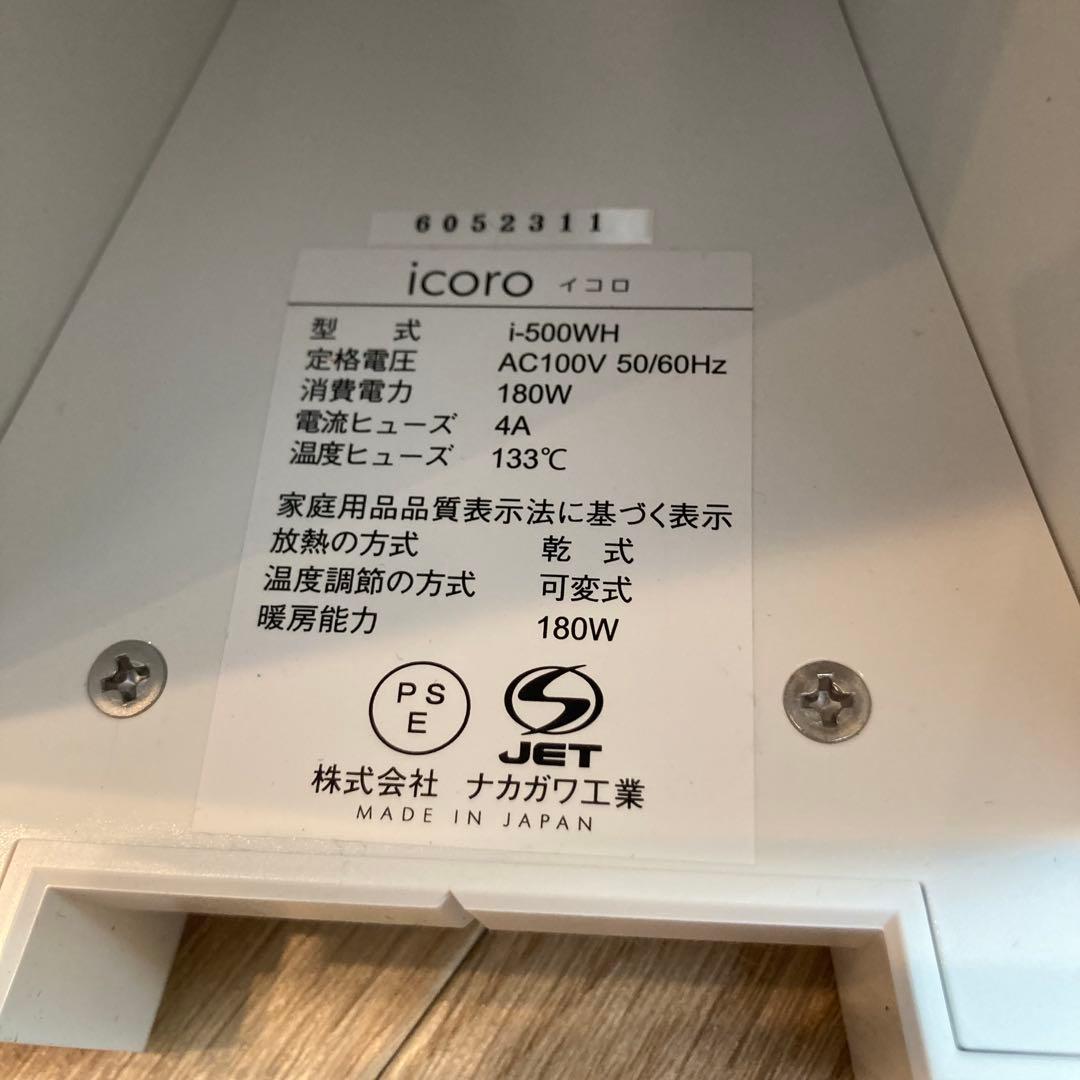 6052311
icoro イコロ
型 式 i-500WH
定格電圧 AC100V 50/60Hz
消費電力 180W
電流ヒューズ 4A
温度ヒューズ 133℃
家庭用品品質表示法に基づく表示
放熱の方式 乾 式
温度調節の方式 可変式
暖房能力 180W
PS
E
JET
株式会社 ナカガワ工業
MADE IN JAPAN